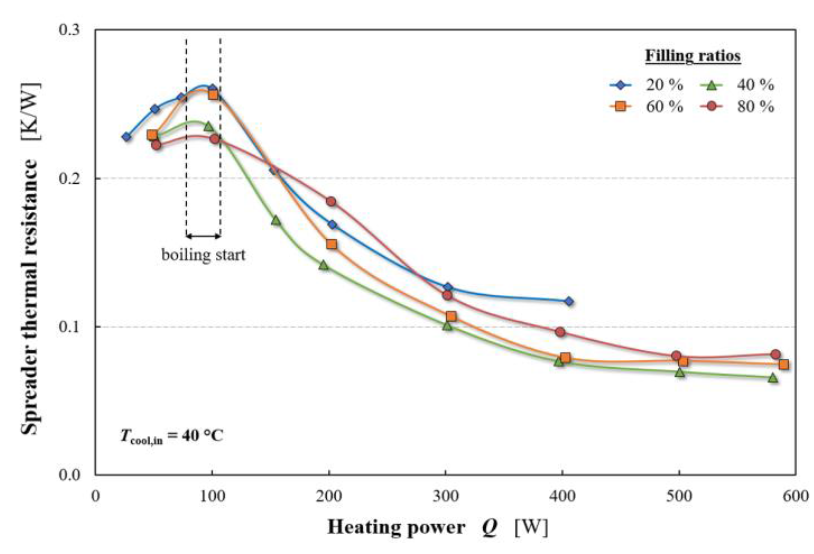 0.3
Filling ratios
20 % 40 %
60 % 80 %
0.2
boiling start
0.1
Tcool,in = 40 °C
0.0
0 100 200 300 400 500 600
Heating power Q [W]
Spreader thermal resistance [K/W]